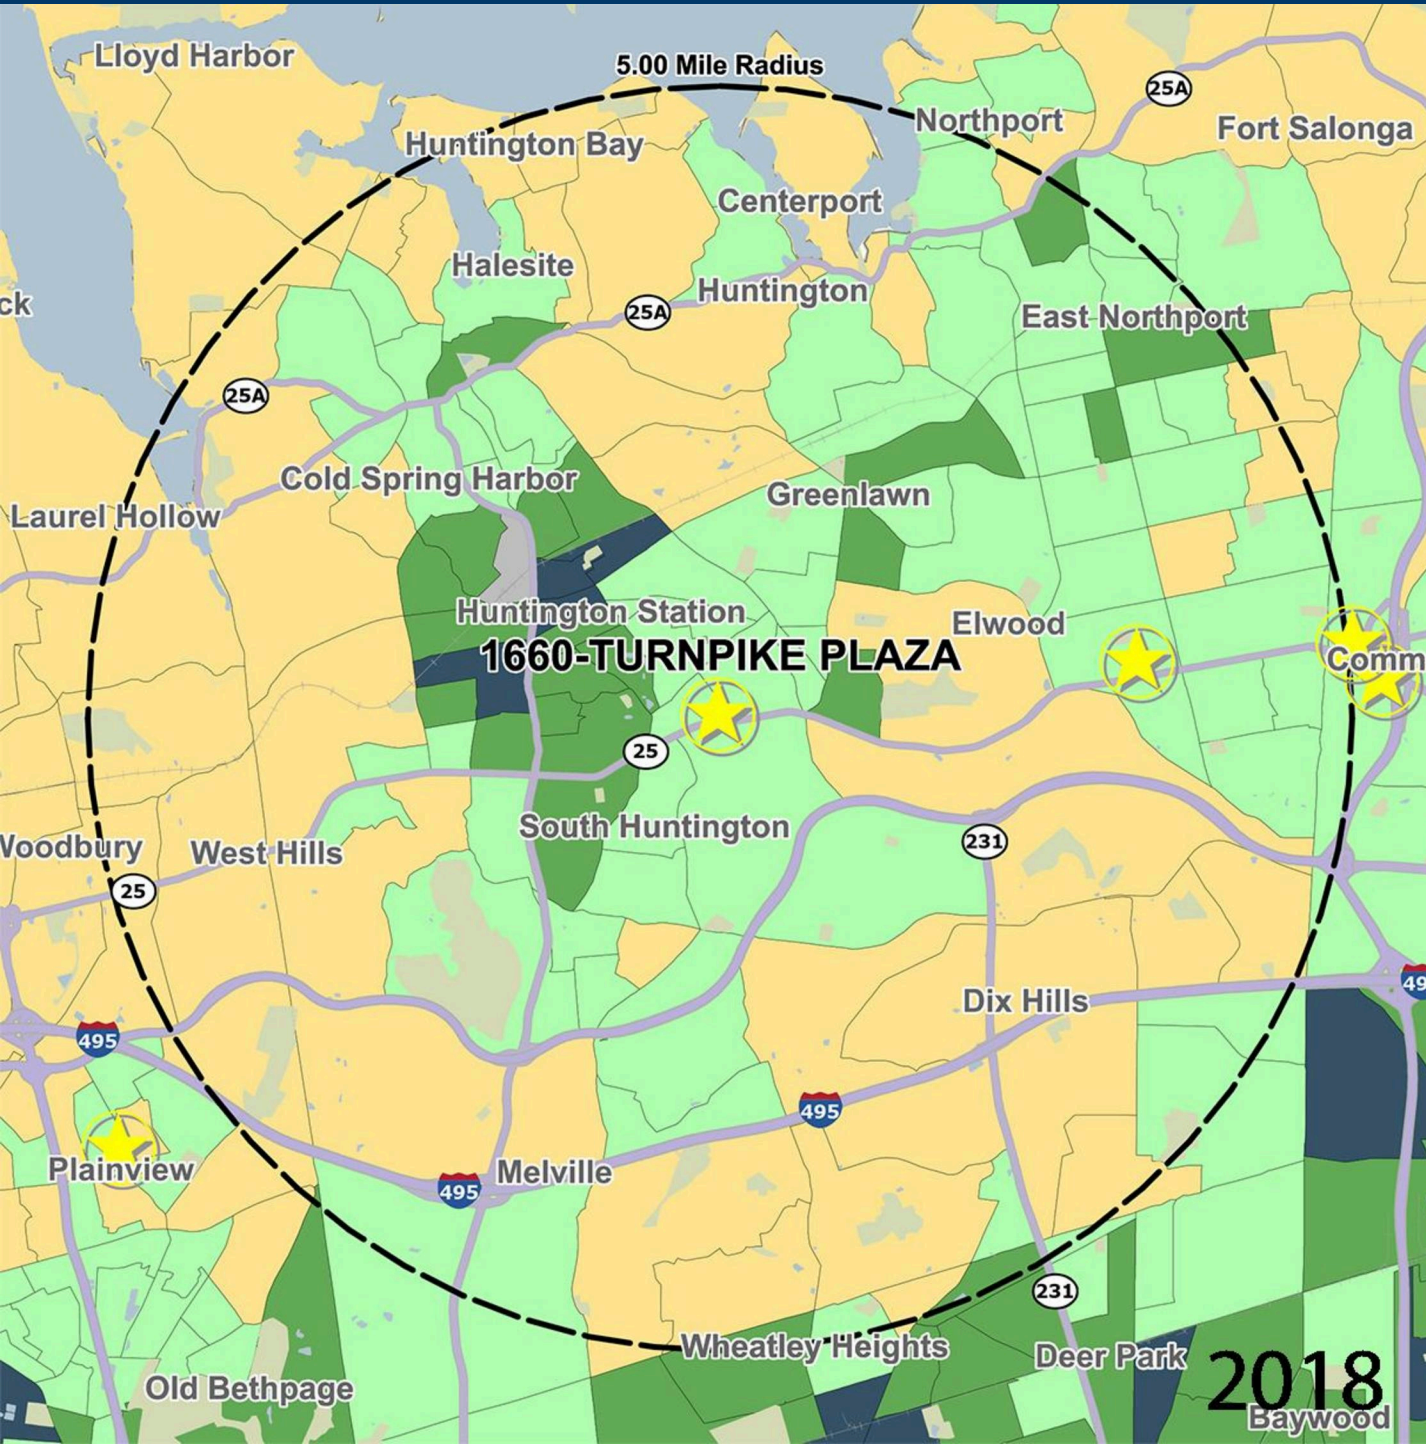 Lloyd Harbor
5.00 Mile Radius
25A
Northport
Fort Salonga
Huntington Bay
Centerport
Halesite
Huntington
ck
25A
East Northport
25A
Cold Spring Harbor
Greenlawn
Laurel Hollow
Huntington Station
Elwood
1660-TURNPIKE PLAZA
Comm
25
South Huntington
Woodbury
West Hills
231
25
Dix Hills
49
495
495
Plainview
Melville
495
231
Wheatley Heights
Deer Park
2018
Old Bethpage
Baywood